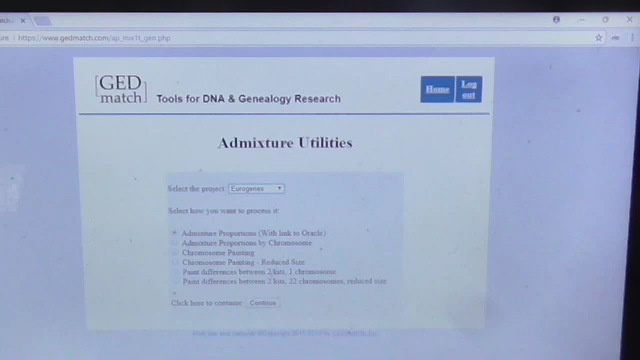 https://www.gedmatch.com/ap_mix1t_gen.php
GED
match
Tools for DNA & Genealogy Research
Home
Log
out
Admixture Utilities
Select the project
Eurogenes
Select how you want to process it
Admixture Proportions (With link to Oracle)
Admixture Proportions by Chromosome
Chromosome Painting
Chromosome Painting - Reduced Size
Paint differences between 2 kits, 1 chromosome
Paint differences between 2 kits, 22 chromosomes, reduced size
Click here to continue
Continue